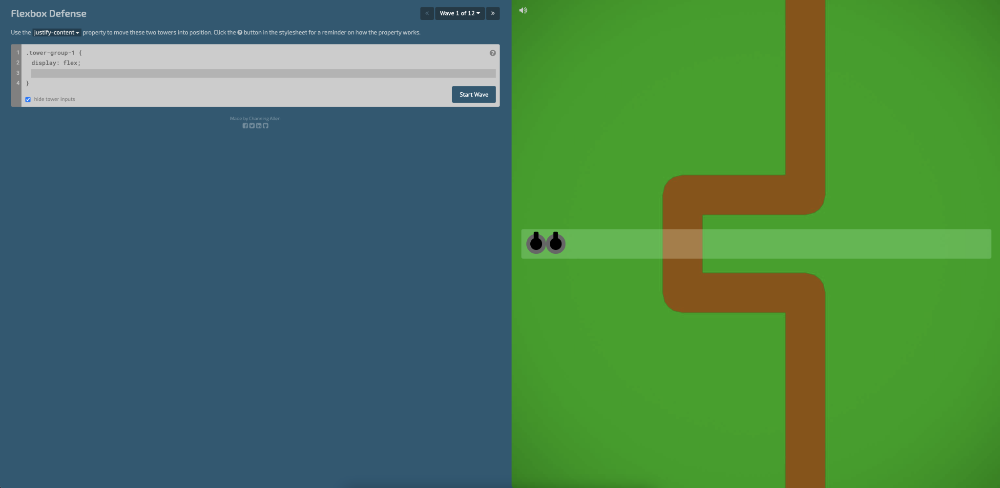 Flexbox Defense
« Wave 1 of 12 »
Use the justify-content property to move these two towers into position. Click the ? button in the stylesheet for a reminder on how the property works.
1 .tower-group-1 { ?
2 display: flex;
3
4 }
hide tower inputs
Start Wave
Made by Channing Allen